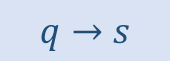 q → s